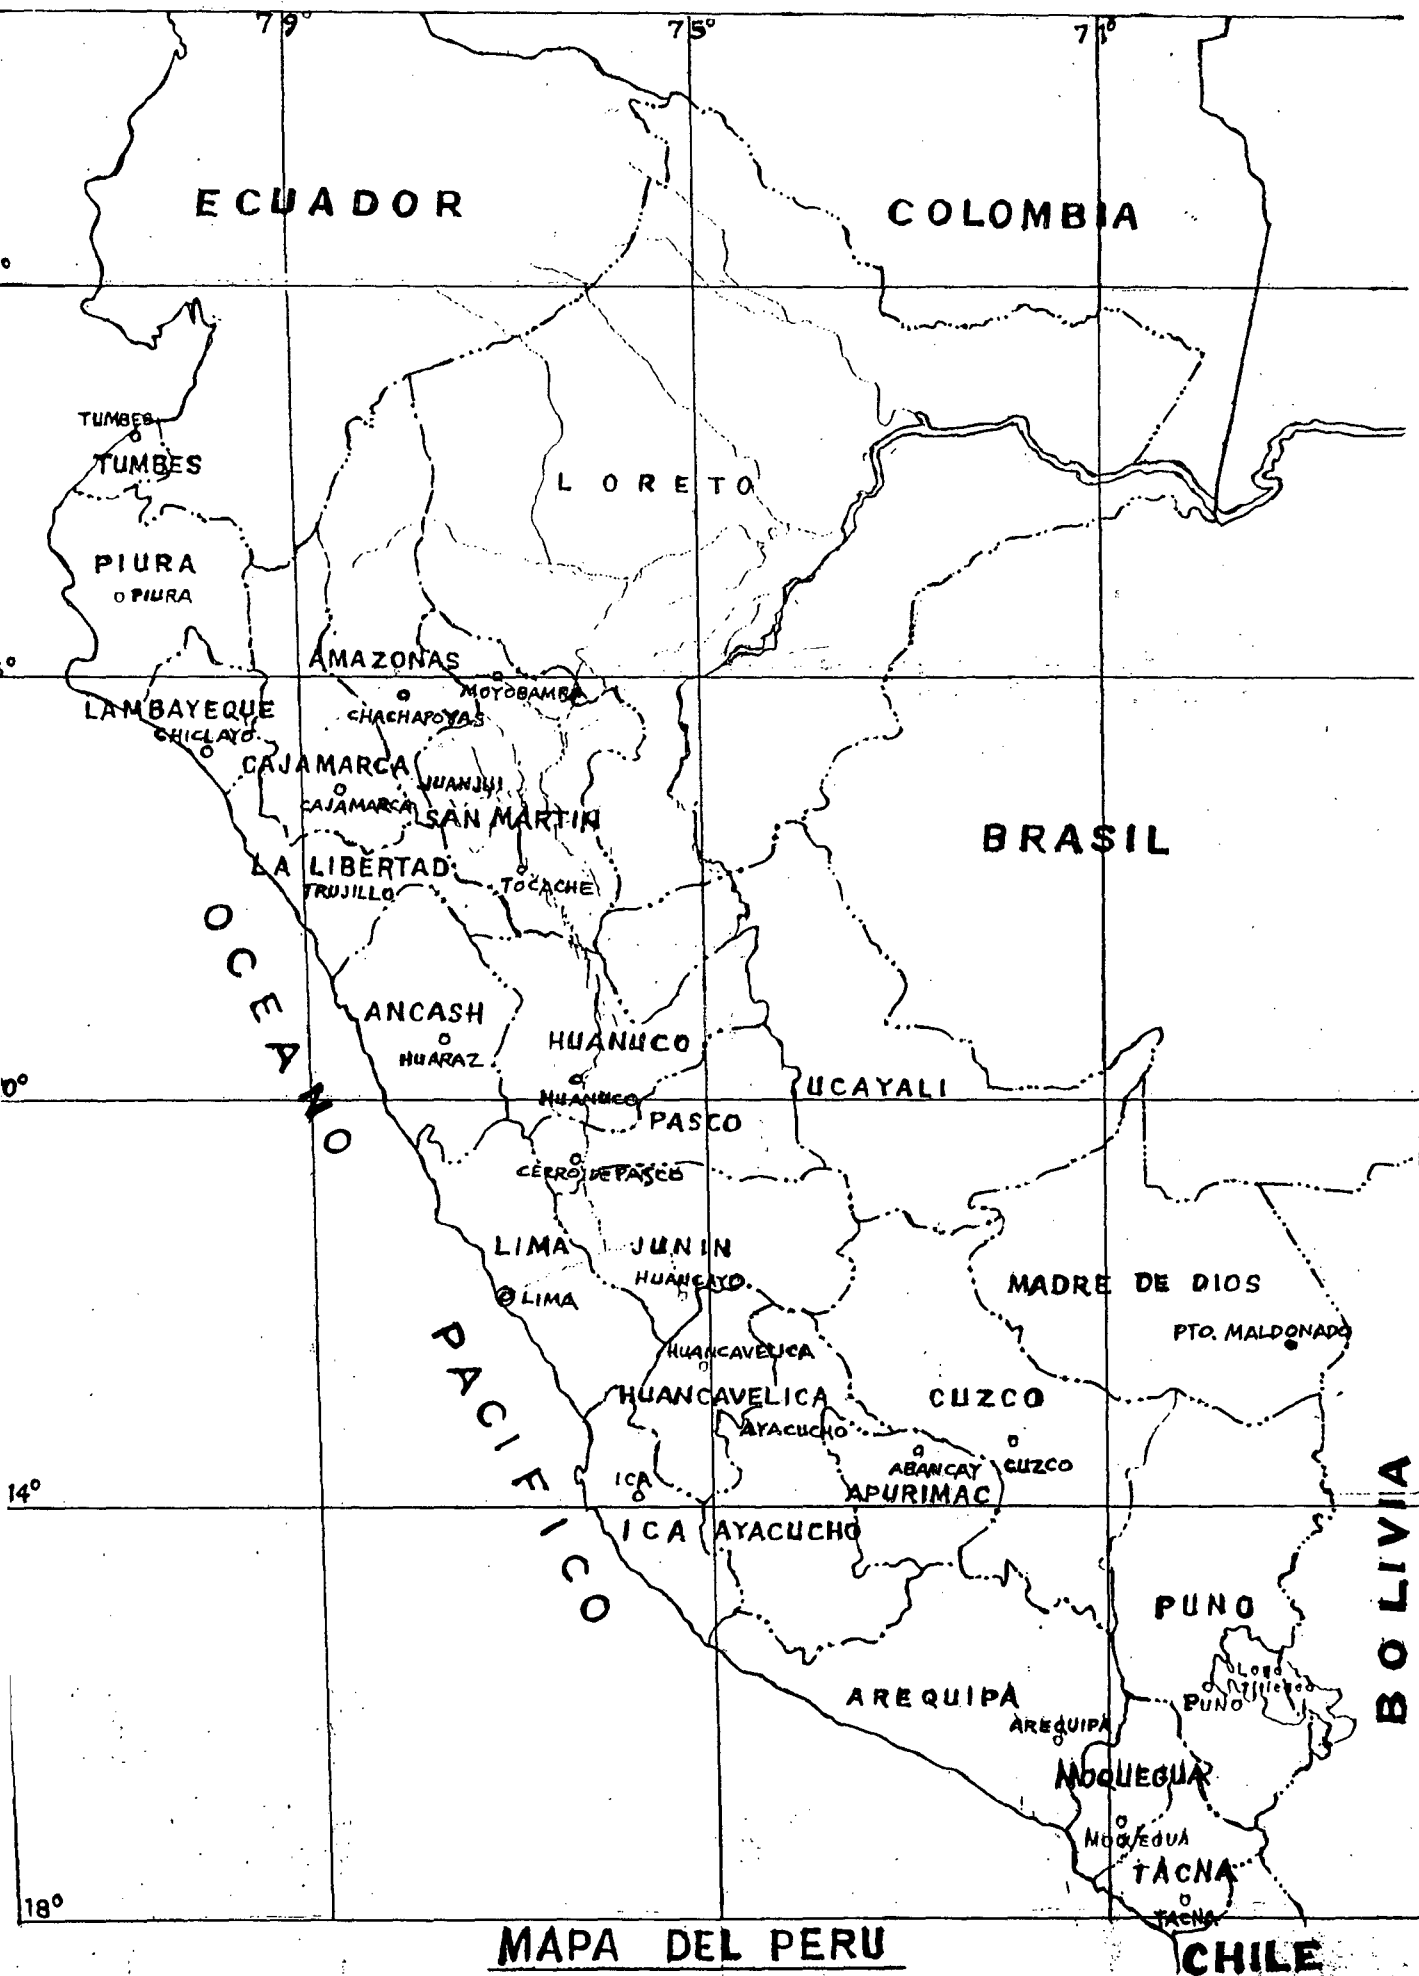 79° 75° 71°
ECUADOR
COLOMBIA
TUMBES
TUMBES
LORETO
PIURA
PIURA
AMAZONAS
MOYOBAMBA
LAMBAYEQUE
CHACHAPOYAS
CHICLAYO
CAJAMARCA
JUANJUI
CAJAMARCA
SAN MARTIN
BRASIL
LA LIBERTAD
TRUJILLO
TOCACHE
OCEANO
ANCASH
HUANUCO
HUARAZ
0°
UCAYALI
HUANUCO
PASCO
CERRO DE PASCO
LIMA
JUNIN
HUANCAYO
MADRE DE DIOS
LIMA
PTO. MALDONADO
PACIFICO
HUANCAVELICA
HUANCAVELICA
CUZCO
AYACUCHO
ABANCAY
CUZCO
ICA
14°
APURIMAC
ICA
AYACUCHO
BOLIVIA
PUNO
AREQUIPA
PUNO
AREQUIPA
MOQUEGUA
MOQUEGUA
TACNA
18°
TACNA
MAPA DEL PERU
CHILE